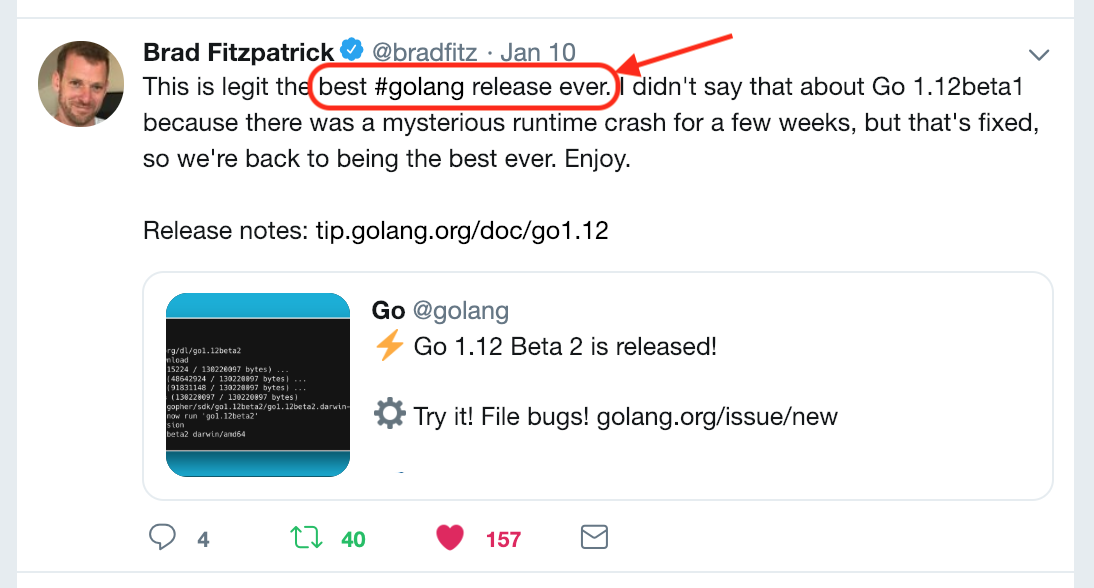 Brad Fitzpatrick @bradfitz · Jan 10
This is legit the best #golang release ever. I didn't say that about Go 1.12beta1
because there was a mysterious runtime crash for a few weeks, but that's fixed,
so we're back to being the best ever. Enjoy.
Release notes: tip.golang.org/doc/go1.12
Go @golang
⚡ Go 1.12 Beta 2 is released!
⚙ Try it! File bugs! golang.org/issue/new
rg/dl/go1.12beta2
nload
15224 / 130220097 bytes) ...
(48642924 / 130220097 bytes) ...
(91831148 / 130220097 bytes) ...
(130220097 / 130220097 bytes)
gopher/sdk/go1.12beta2/go1.12beta2.darwin-
now run 'go1.12beta2'
sion
beta2 darwin/amd64
4 40 157